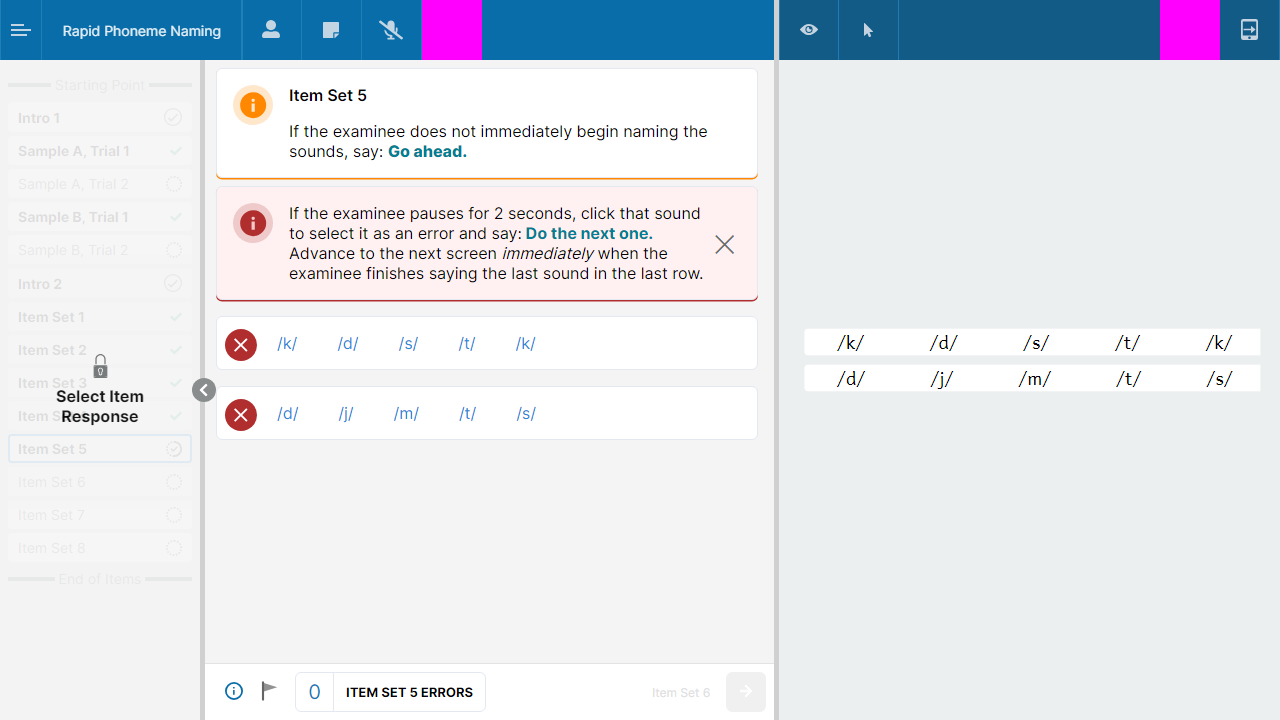 Rapid Phoneme Naming
Starting Point
Intro 1
Sample A, Trial 1
Sample A, Trial 2
Sample B, Trial 1
Sample B, Trial 2
Intro 2
Item Set 1
Item Set 2
Item Set 3
Select Item
Response
Item Set 5
Item Set 6
Item Set 7
Item Set 8
End of Items
Item Set 5
If the examinee does not immediately begin naming the
sounds, say: Go ahead.
If the examinee pauses for 2 seconds, click that sound
to select it as an error and say: Do the next one.
Advance to the next screen immediately when the
examinee finishes saying the last sound in the last row.
/k/ /d/ /s/ /t/ /k/
/d/ /j/ /m/ /t/ /s/
0 ITEM SET 5 ERRORS
Item Set 6
/k/ /d/ /s/ /t/ /k/
/d/ /j/ /m/ /t/ /s/